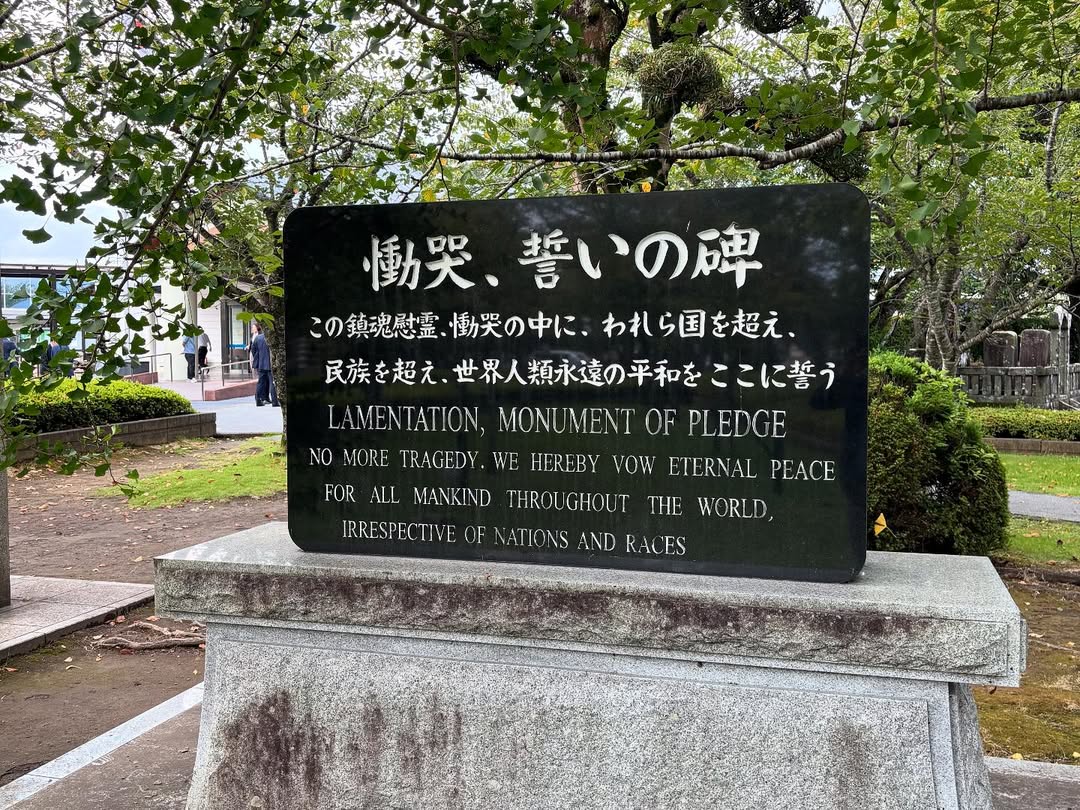 慟哭、誓いの碑
この鎮魂慰霊、慟哭の中に、われら国を超え、
民族を超え、世界人類永遠の平和をここに誓う
LAMENTATION, MONUMENT OF PLEDGE
NO MORE TRAGEDY. WE HEREBY VOW ETERNAL PEACE
FOR ALL MANKIND THROUGHOUT THE WORLD,
IRRESPECTIVE OF NATIONS AND RACES